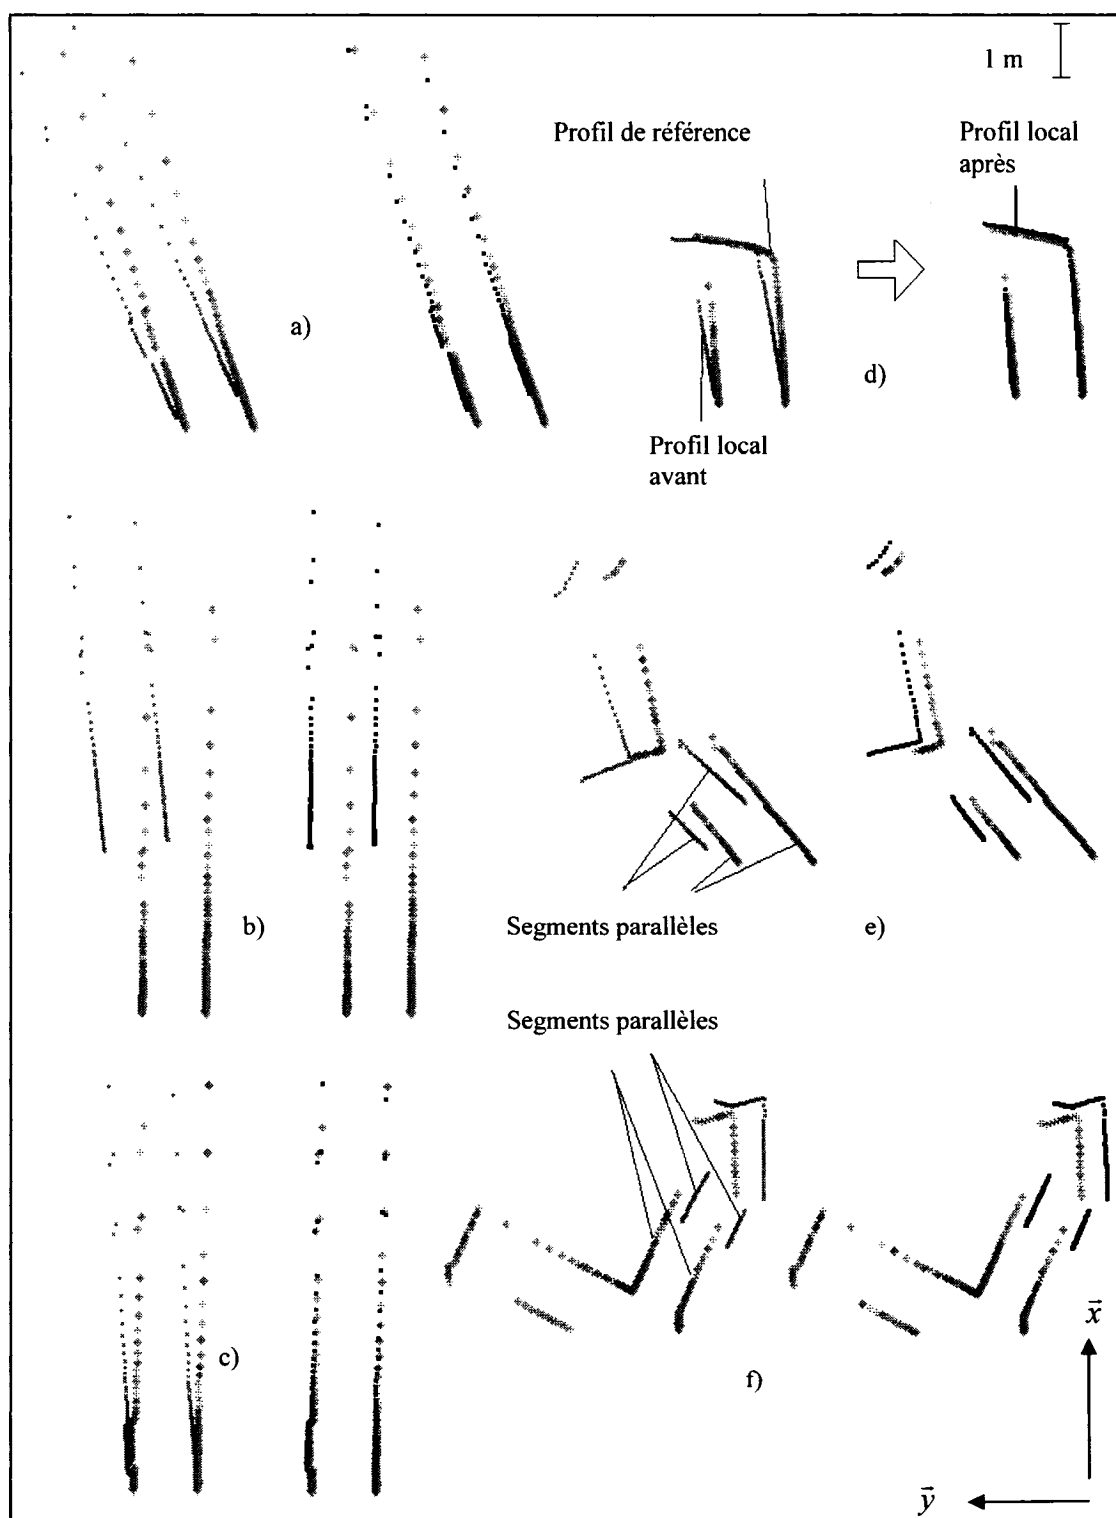 1 m
Profil de référence
Profil local
après
a)
d)
Profil local
avant
b)
Segments parallèles
e)
Segments parallèles
c)
f)
x
y